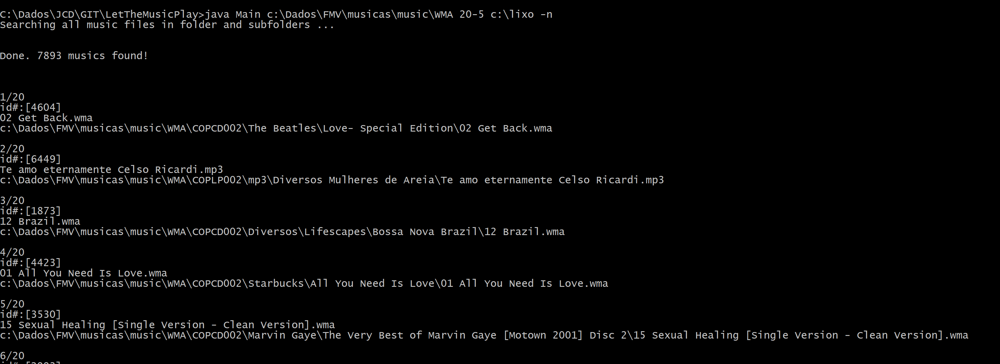 C:\Dados\JCD\GIT\LetTheMusicPlay>java Main c:\Dados\FMV\musicas\music\WMA 20-5 c:\lixo -n
Searching all music files in folder and subfolders ...
Done. 7893 musics found!
1/20
id#:[4604]
02 Get Back.wma
c:\Dados\FMV\musicas\music\WMA\COPCD002\The Beatles\Love- Special Edition\02 Get Back.wma
2/20
id#:[6449]
Te amo eternamente Celso Ricardi.mp3
c:\Dados\FMV\musicas\music\WMA\COPLP002\mp3\Diversos Mulheres de Areia\Te amo eternamente Celso Ricardi.mp3
3/20
id#:[1873]
12 Brazil.wma
c:\Dados\FMV\musicas\music\WMA\COPCD002\Diversos\Lifescapes\Bossa Nova Brazil\12 Brazil.wma
4/20
id#:[4423]
01 All You Need Is Love.wma
c:\Dados\FMV\musicas\music\WMA\COPCD002\Starbucks\All You Need Is Love\01 All You Need Is Love.wma
5/20
id#:[3530]
15 Sexual Healing [Single Version - Clean Version].wma
c:\Dados\FMV\musicas\music\WMA\COPCD002\Marvin Gaye\The Very Best of Marvin Gaye [Motown 2001] Disc 2\15 Sexual Healing [Single Version - Clean Version].wma
6/20